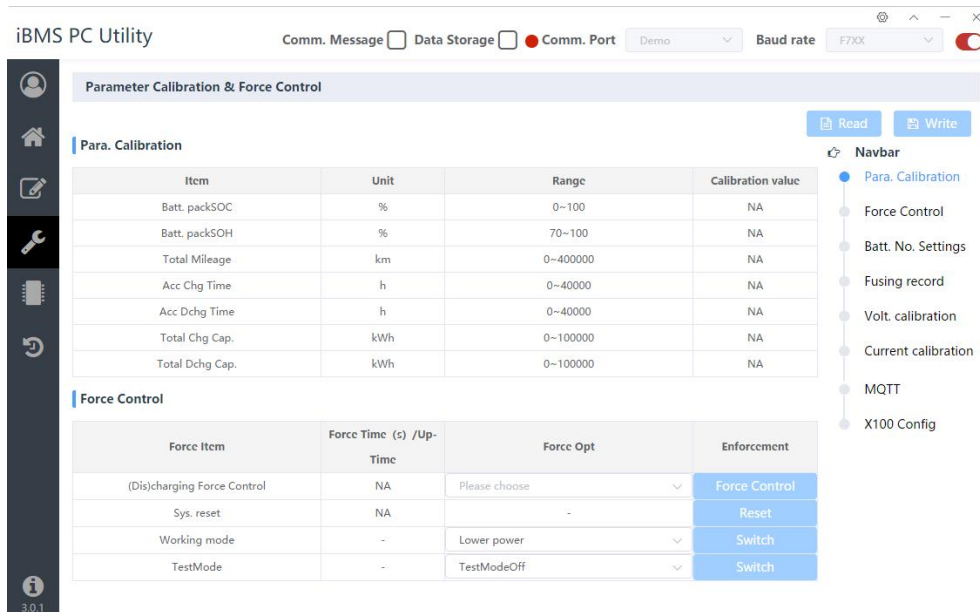 iBMS PC Utility
Comm. Message Data Storage Comm. Port Demo Baud rate F7XX
Parameter Calibration & Force Control
Read Write
Para. Calibration
Item Unit Range Calibration value
Batt. packSOC % 0~100 NA
Batt. packSOH % 70~100 NA
Total Mileage km 0~400000 NA
Acc Chg Time h 0~40000 NA
Acc Dchg Time h 0~40000 NA
Total Chg Cap. kWh 0~100000 NA
Total Dchg Cap. kWh 0~100000 NA
Force Control
Force Item Force Time (s) /Up-
Time Force Opt Enforcement
(Dis)charging Force Control NA Please choose Force Control
Sys. reset NA - Reset
Working mode - Lower power Switch
TestMode - TestModeOff Switch
Navbar
Para. Calibration
Force Control
Batt. No. Settings
Fusing record
Volt. calibration
Current calibration
MQTT
X100 Config
3.0.1